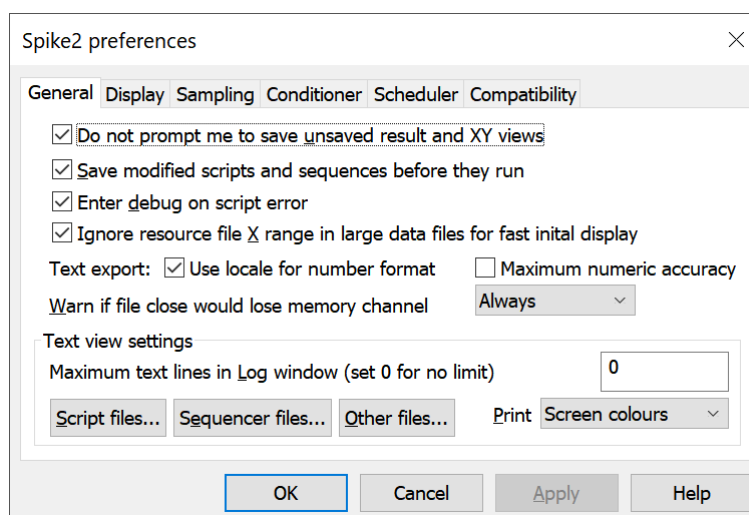 Spike2 preferences
General Display Sampling Conditioner Scheduler Compatibility
Do not prompt me to save unsaved result and XY views
Save modified scripts and sequences before they run
Enter debug on script error
Ignore resource file X range in large data files for fast inital display
Text export: Use locale for number format Maximum numeric accuracy
Warn if file close would lose memory channel Always
Text view settings
Maximum text lines in Log window (set 0 for no limit) 0
Script files... Sequencer files... Other files... Print Screen colours
OK Cancel Apply Help